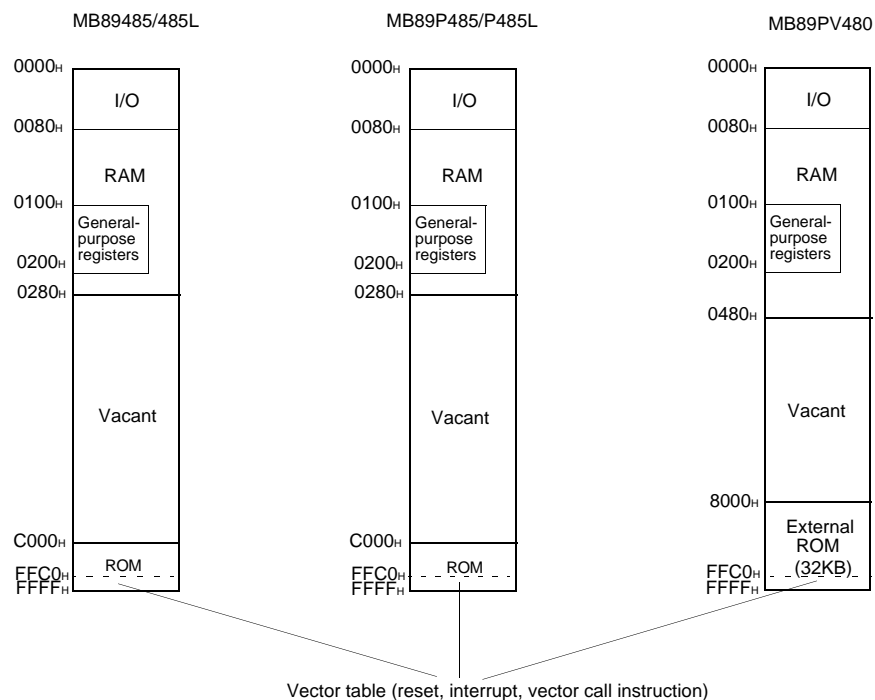 MB89485/485L
0000H
I/O
0080H
RAM
0100H
General-
purpose
registers
0200H
0280H
Vacant
C000H
ROM
FFC0H
FFFFH
MB89P485/P485L
0000H
I/O
0080H
RAM
0100H
General-
purpose
registers
0200H
0280H
Vacant
C000H
ROM
FFC0H
FFFFH
MB89PV480
0000H
I/O
0080H
RAM
0100H
General-
purpose
registers
0200H
0480H
Vacant
8000H
External
ROM
(32KB)
FFC0H
FFFFH
Vector table (reset, interrupt, vector call instruction)